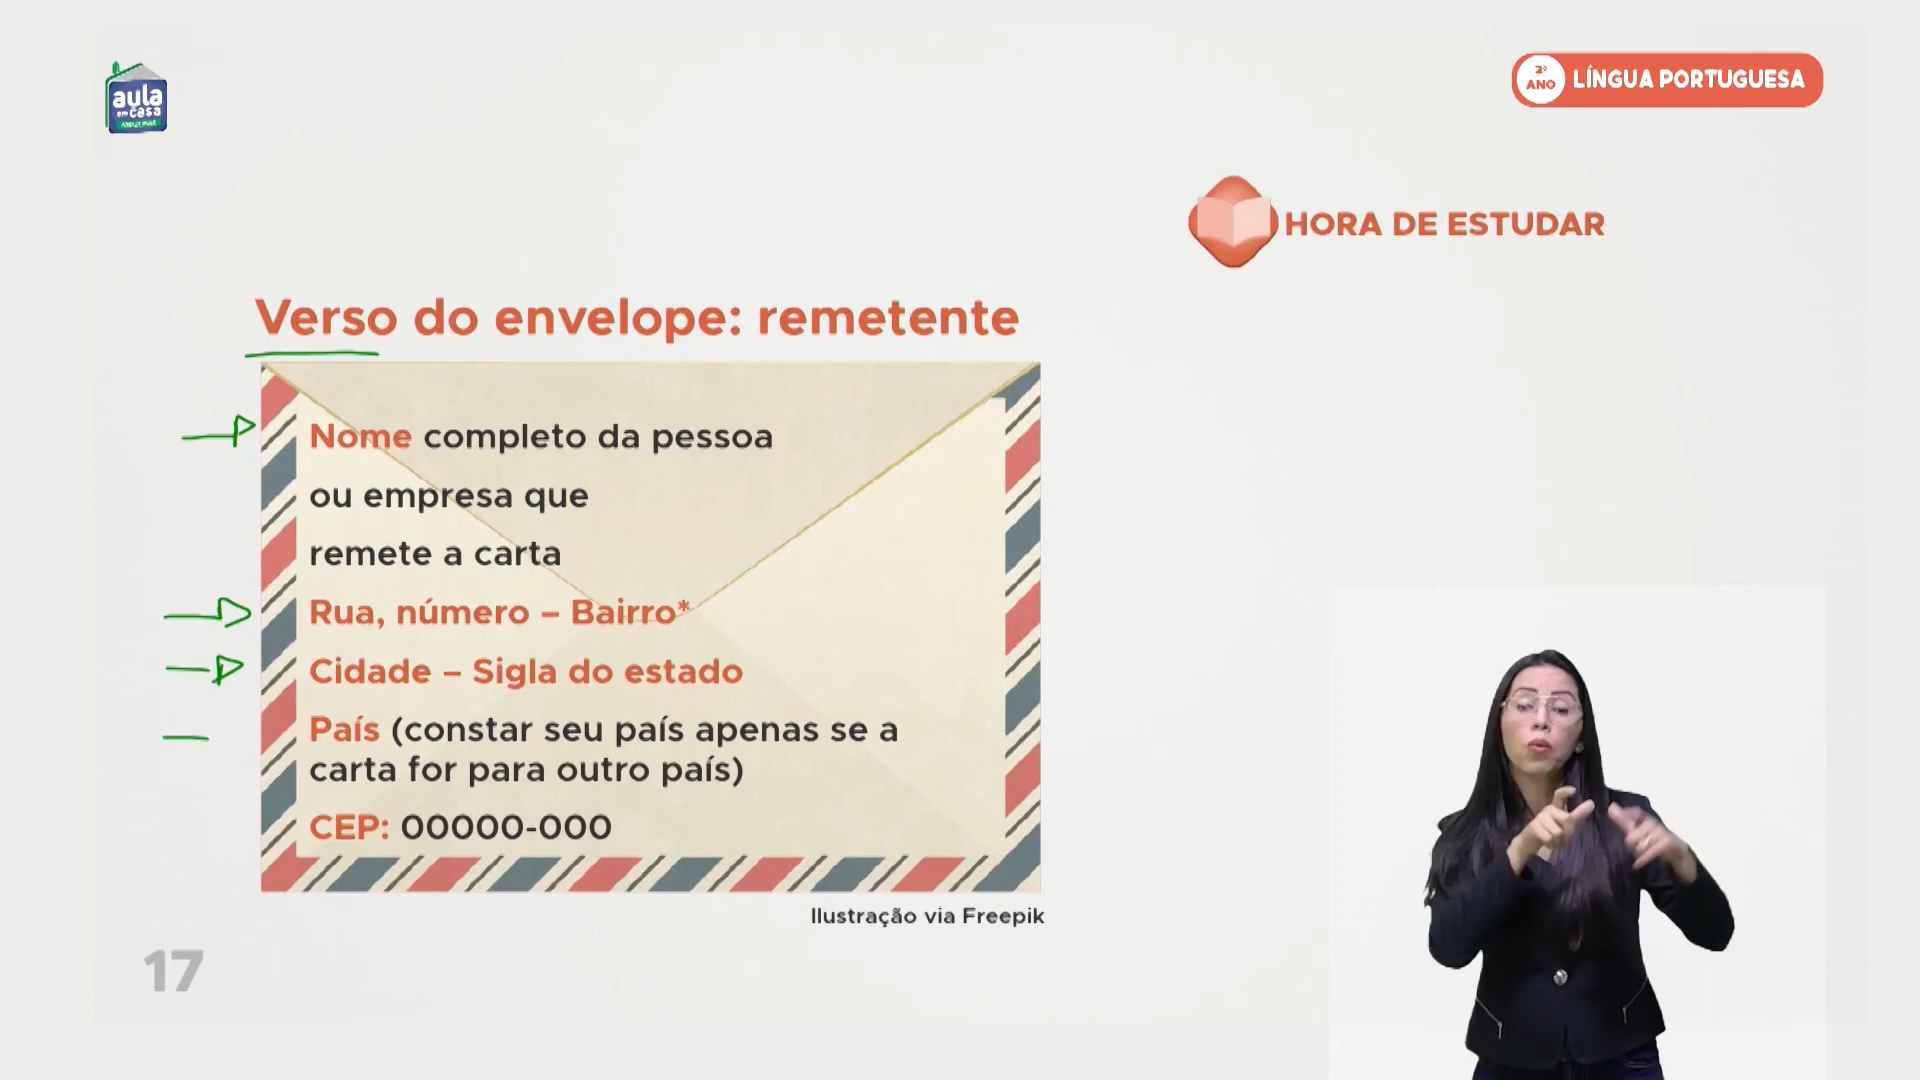 aula
em casa
2º
ANO
LÍNGUA PORTUGUESA
HORA DE ESTUDAR
Verso do envelope: remetente
Nome completo da pessoa
ou empresa que
remete a carta
Rua, número – Bairro*
Cidade – Sigla do estado
País (constar seu país apenas se a
carta for para outro país)
CEP: 00000-000
Ilustração via Freepik
17